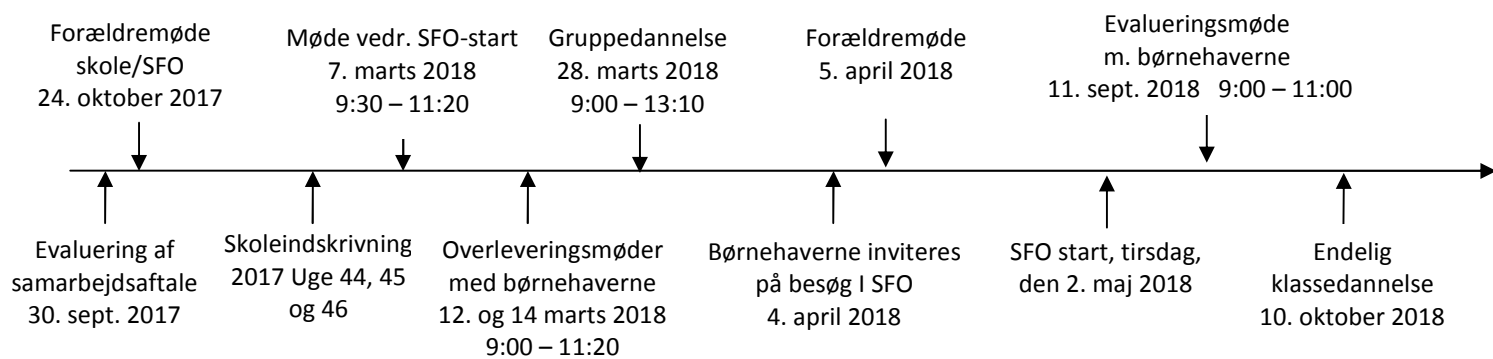 Forældremøde
skole/SFO
24. oktober 2017
Møde vedr. SFO-start
7. marts 2018
9:30 – 11:20
Gruppedannelse
28. marts 2018
9:00 – 13:10
Forældremøde
5. april 2018
Evalueringsmøde
m. børnehaverne
11. sept. 2018 9:00 – 11:00
Evaluering af
samarbejdsaftale
30. sept. 2017
Skoleindskrivning
2017 Uge 44, 45
og 46
Overleveringsmøder
med børnehaverne
12. og 14 marts 2018
9:00 – 11:20
Børnehaverne inviteres
på besøg I SFO
4. april 2018
SFO start, tirsdag,
den 2. maj 2018
Endelig
klassedannelse
10. oktober 2018